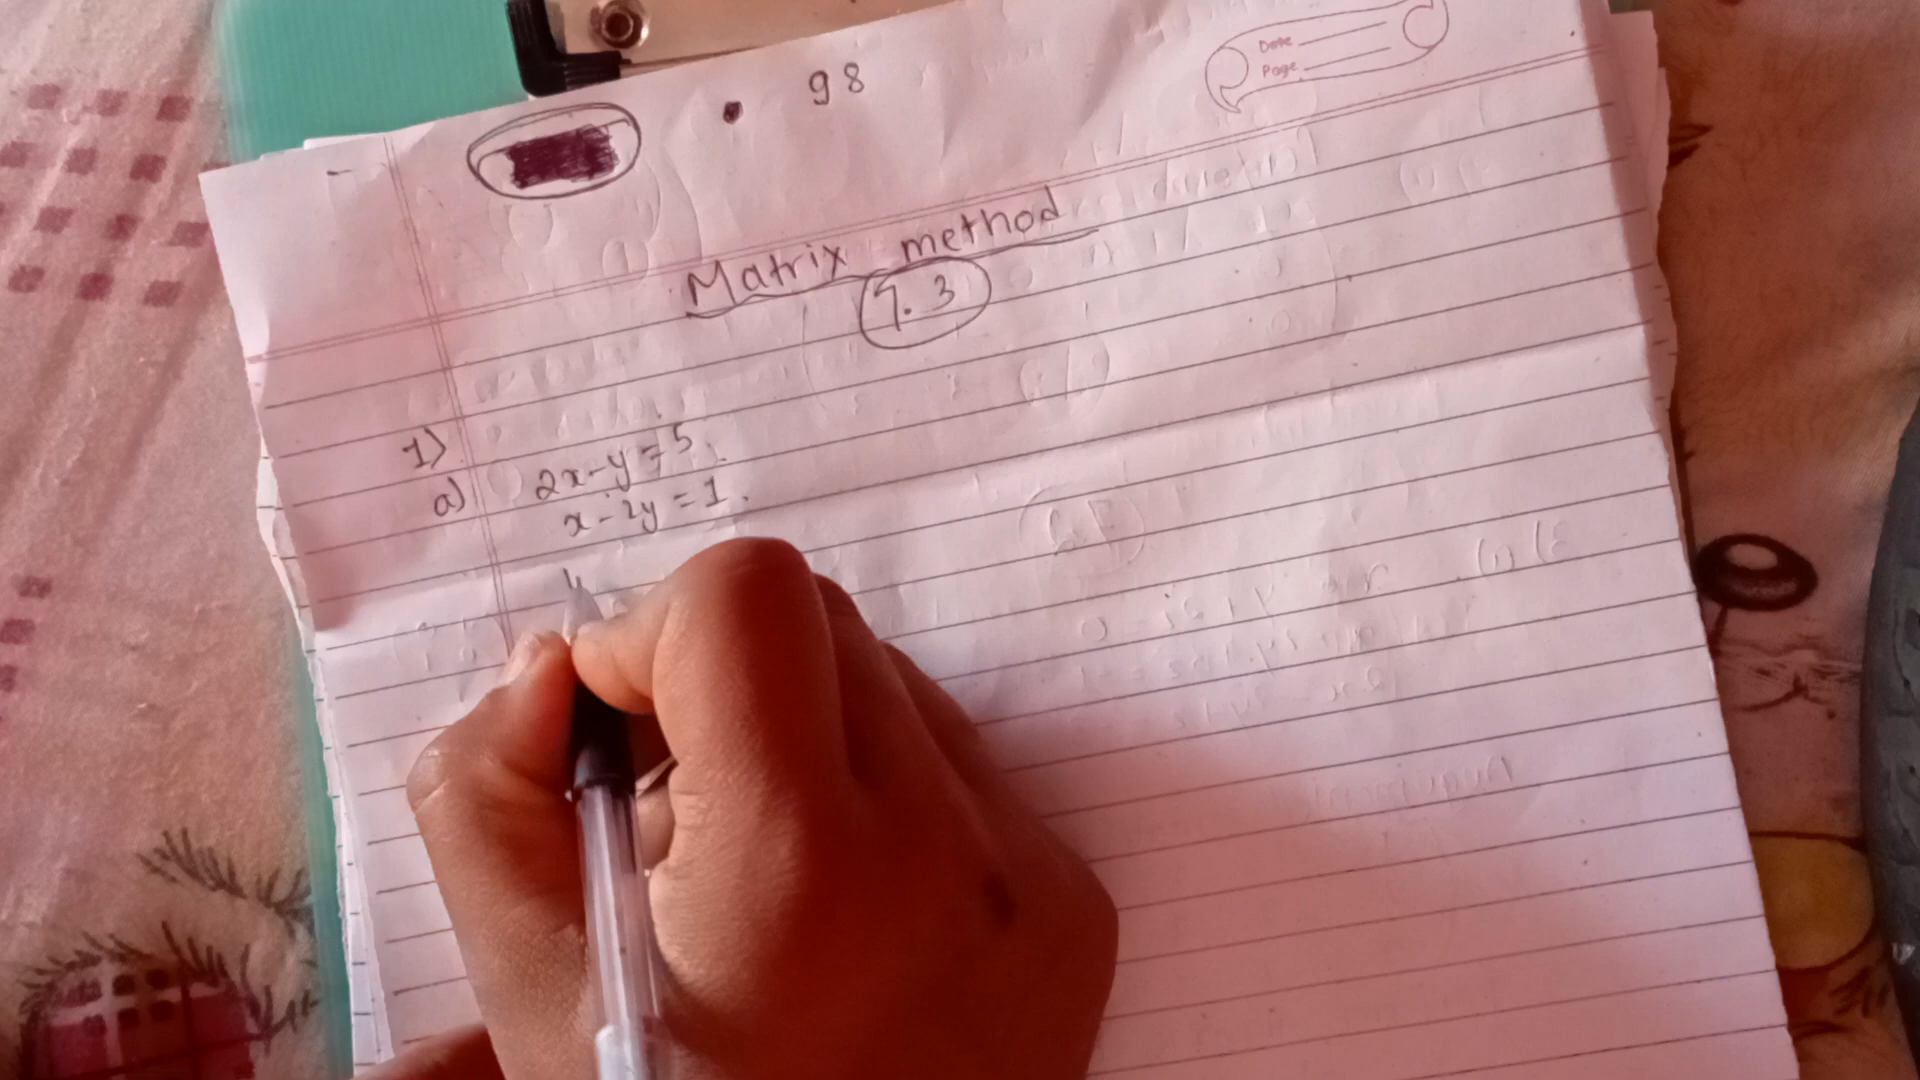 98
Date
Page
Matrix method
7.3
1)
a) 2x-y=5.
x-2y=1.